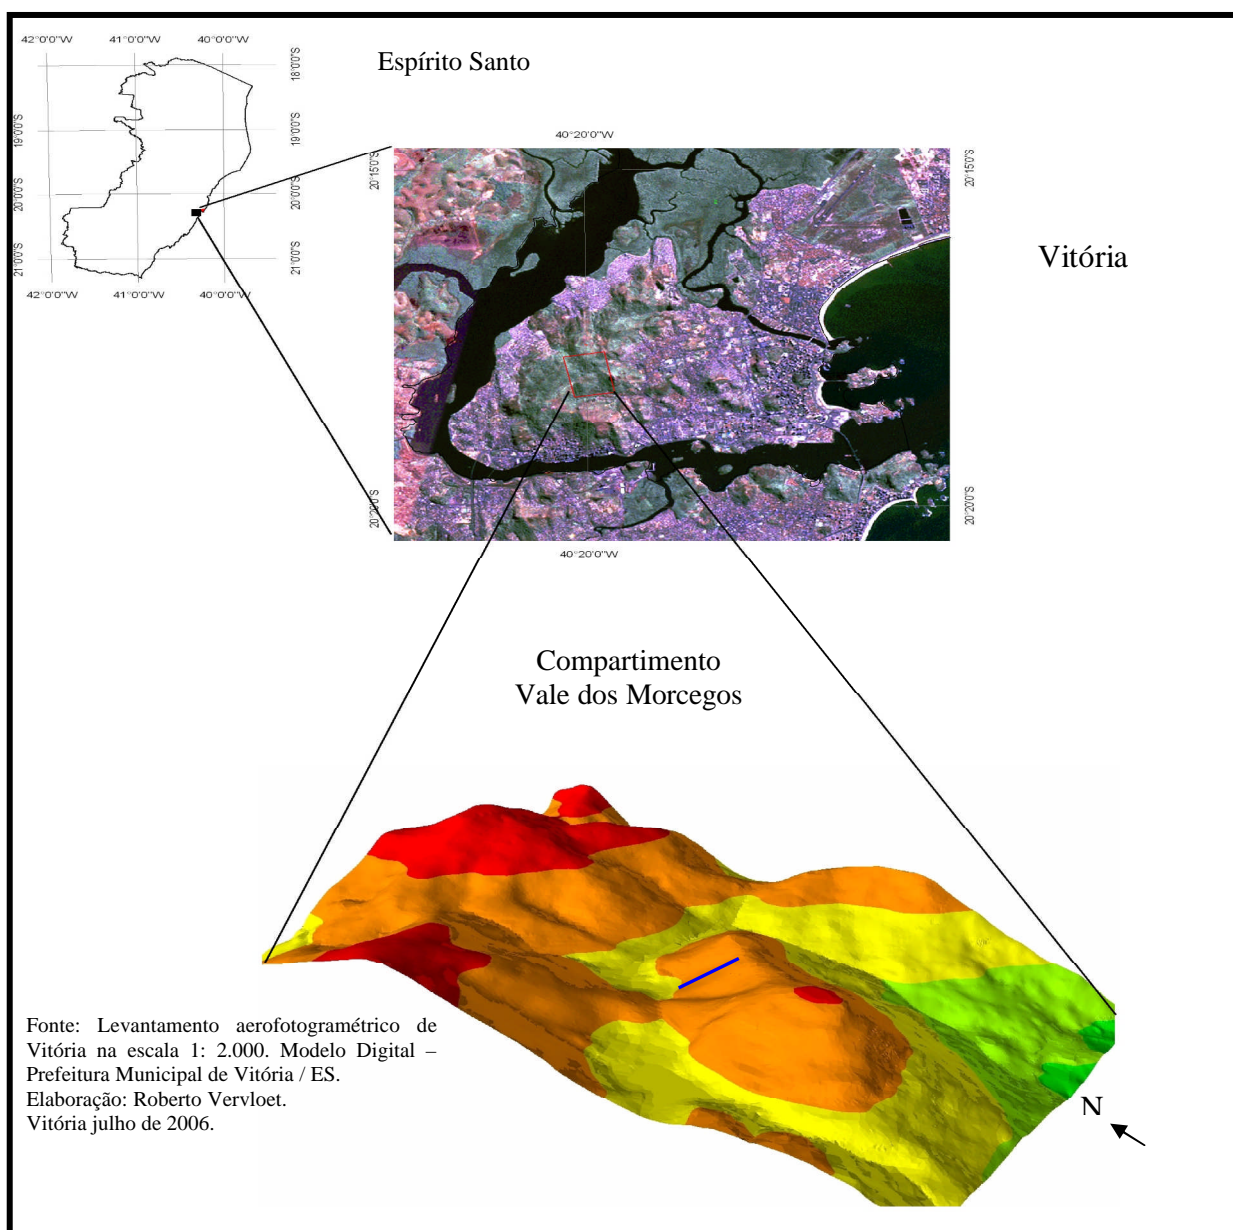 42°0'0"W 41°0'0"W 40°0'0"W
Espírito Santo
18°0'0"S
19°0'0"S
19°0'0"S
20°0'0"S
20°0'0"S
21°0'0"S
21°0'0"S
42°0'0"W 41°0'0"W 40°0'0"W
40°20'0"W
20°15'0"S
20°15'0"S
Vitória
20°20'0"S
20°20'0"S
40°20'0"W
Compartimento
Vale dos Morcegos
Fonte: Levantamento aerofotogramétrico de
Vitória na escala 1: 2.000. Modelo Digital –
Prefeitura Municipal de Vitória / ES.
Elaboração: Roberto Vervloet.
Vitória julho de 2006.
N